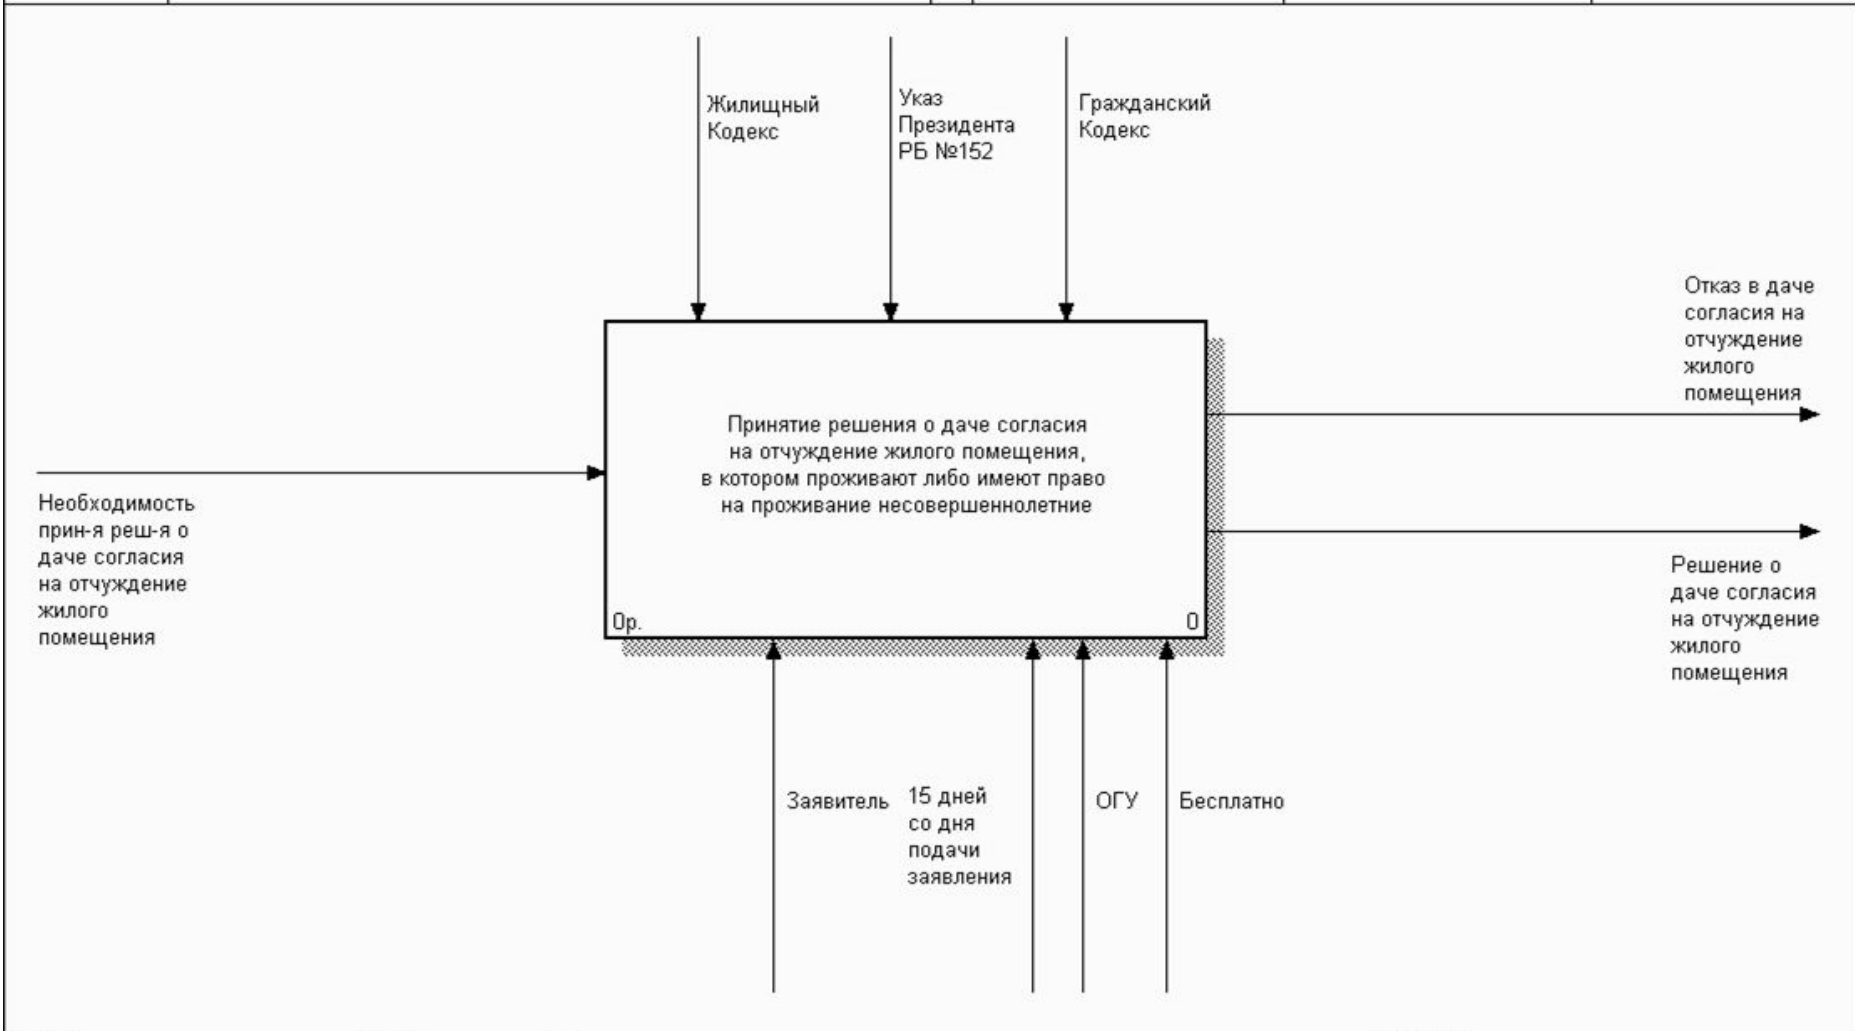 Жилищный
Кодекс
Указ
Президента
РБ №152
Гражданский
Кодекс
Отказ в даче
согласия на
отчуждение
жилого
помещения
Принятие решения о даче согласия
на отчуждение жилого помещения,
в котором проживают либо имеют право
на проживание несовершеннолетние
0р.
0
Необходимость
прин-я реш-я о
даче согласия
на отчуждение
жилого
помещения
Решение о
даче согласия
на отчуждение
жилого
помещения
Заявитель
15 дней
со дня
подачи
заявления
ОГУ
Бесплатно